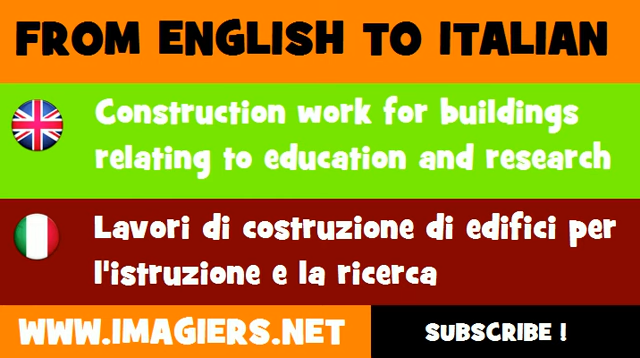 FROM ENGLISH TO ITALIAN
Construction work for buildings
relating to education and research
Lavori di costruzione di edifici per
l'istruzione e la ricerca
WWW.IMAGIERS.NET
SUBSCRIBE !